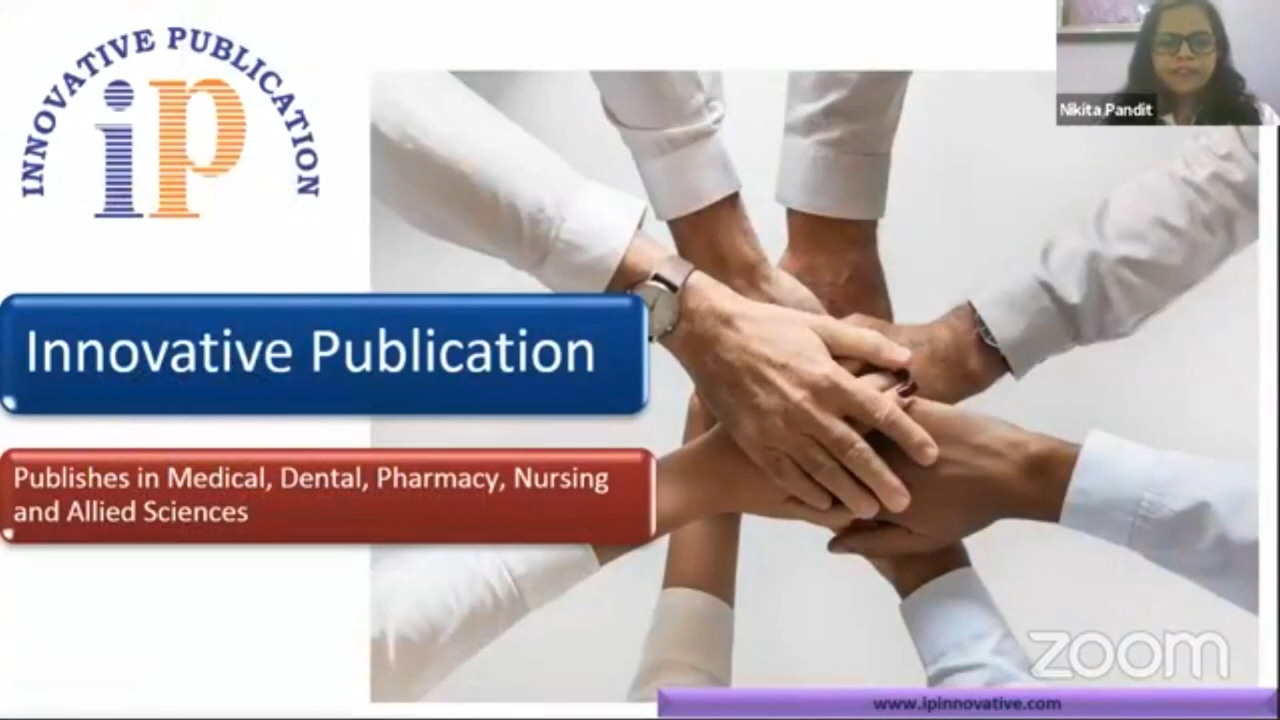 INNOVATIVE PUBLICATION
ip
Nikita Pandit
Innovative Publication
Publishes in Medical, Dental, Pharmacy, Nursing
and Allied Sciences
zoom
www.ipinnovative.com